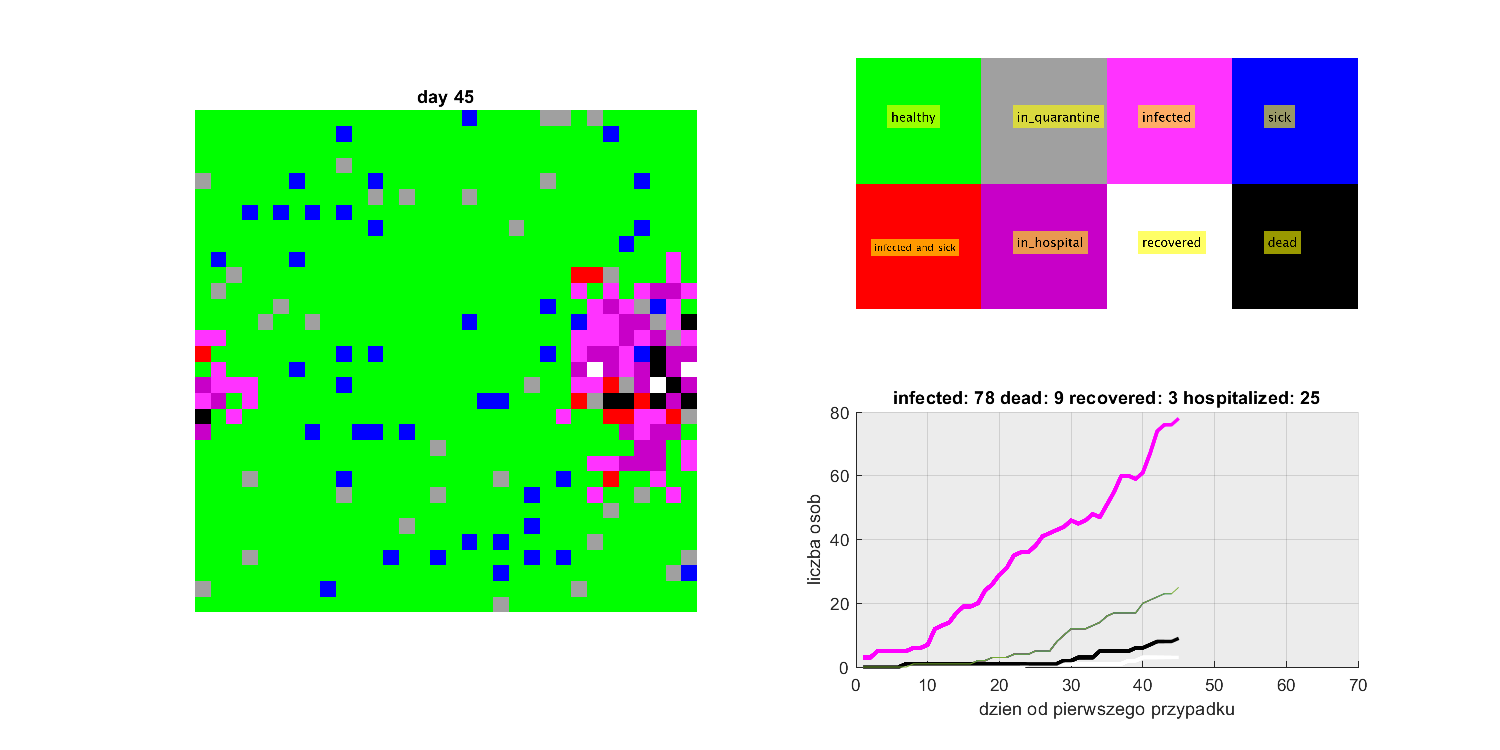 day 45
healthy
in_quarantine
infected
sick
infected and sick
in_hospital
recovered
dead
infected: 78 dead: 9 recovered: 3 hospitalized: 25
liczba osob
80
60
40
20
0
0 10 20 30 40 50 60 70
dzien od pierwszego przypadku